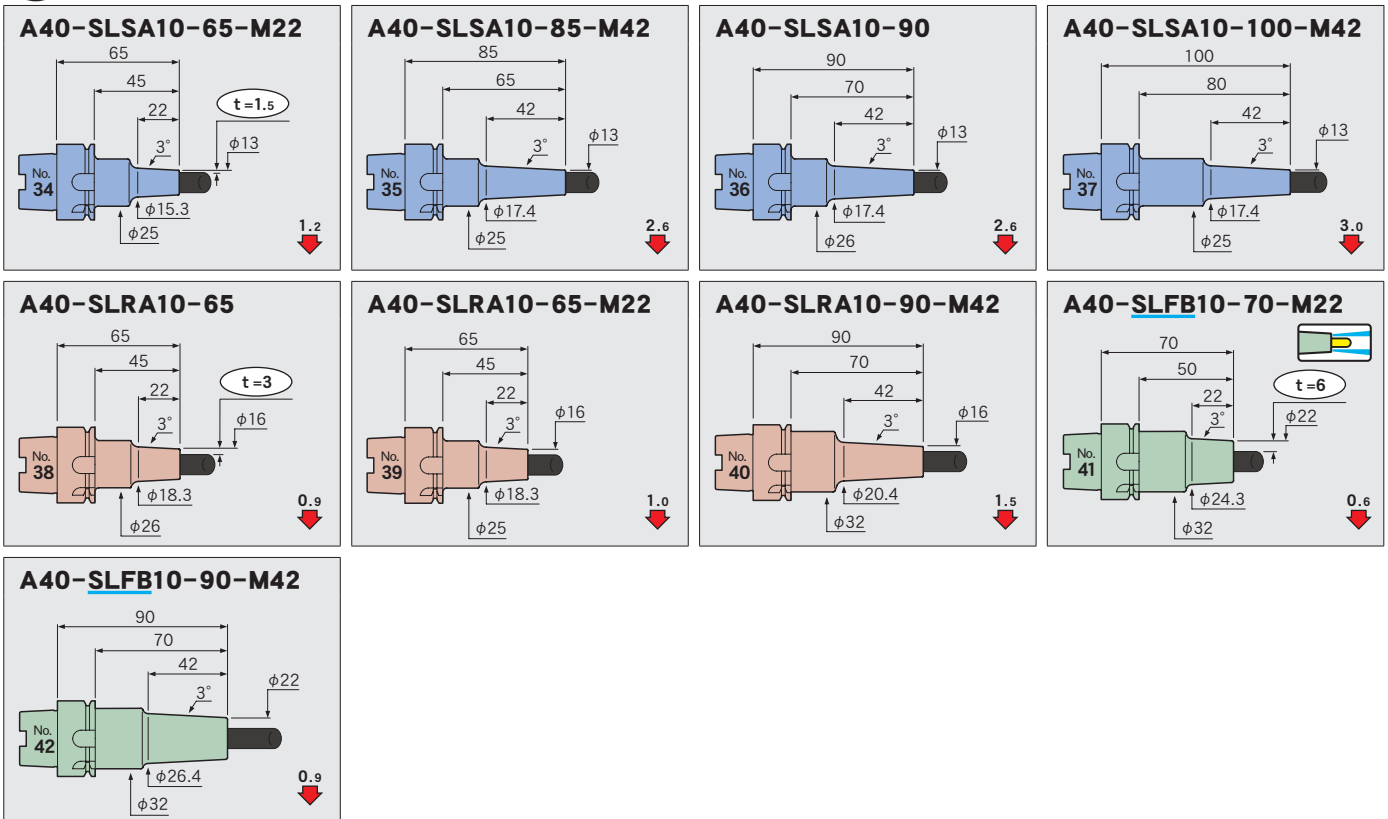 A40-SLSA10-65-M22
65
45
22
t=1.5
φ13
3°
No.
34
φ15.3
φ25
1.2
A40-SLSA10-85-M42
85
65
42
φ13
3°
No.
35
φ17.4
φ25
2.6
A40-SLSA10-90
90
70
42
φ13
3°
No.
36
φ17.4
φ26
2.6
A40-SLSA10-100-M42
100
80
42
φ13
3°
No.
37
φ17.4
φ25
3.0
A40-SLRA10-65
65
45
t=3
22
φ16
3°
No.
38
φ18.3
φ26
0.9
A40-SLRA10-65-M22
65
45
22
φ16
3°
No.
39
φ18.3
φ25
1.0
A40-SLRA10-90-M42
90
70
42
φ16
3°
No.
40
φ20.4
φ32
1.5
A40-SLFB10-70-M22
70
50
t=6
22
φ22
3°
No.
41
φ24.3
φ32
0.6
A40-SLFB10-90-M42
90
70
42
φ22
3°
No.
42
φ26.4
φ32
0.9